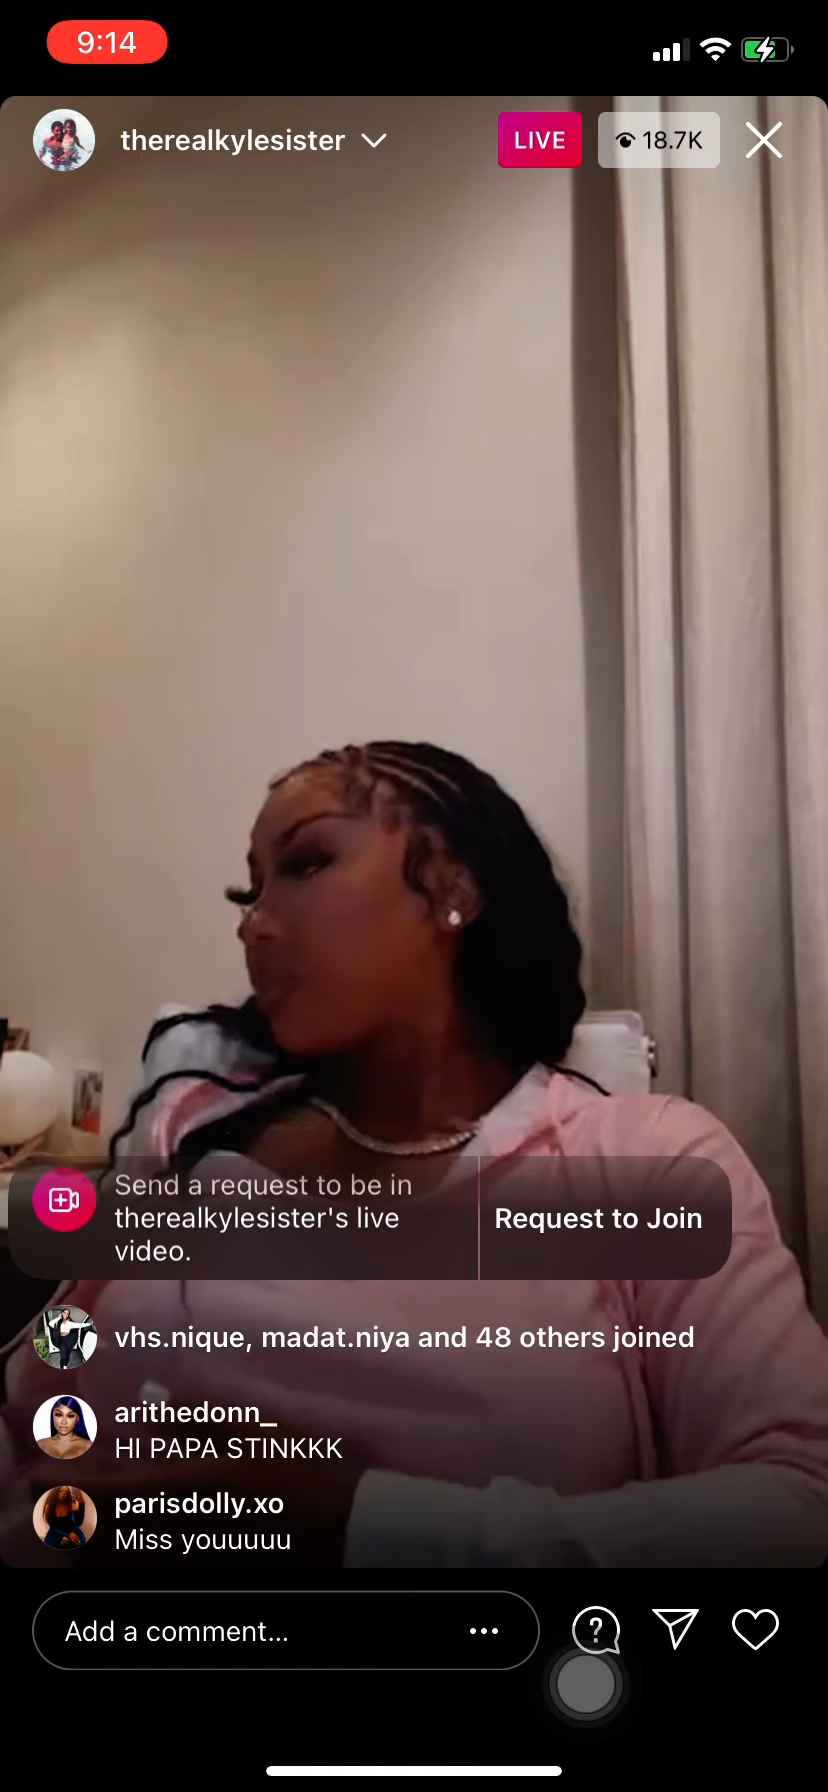 9:14
therealkylesister
LIVE
18.7K
Send a request to be in
therealkylesister's live
video.
Request to Join
vhs.nique, madat.niya and 48 others joined
arithedonn_
HI PAPA STINKKK
parisdolly.xo
Miss youuuuu
Add a comment...